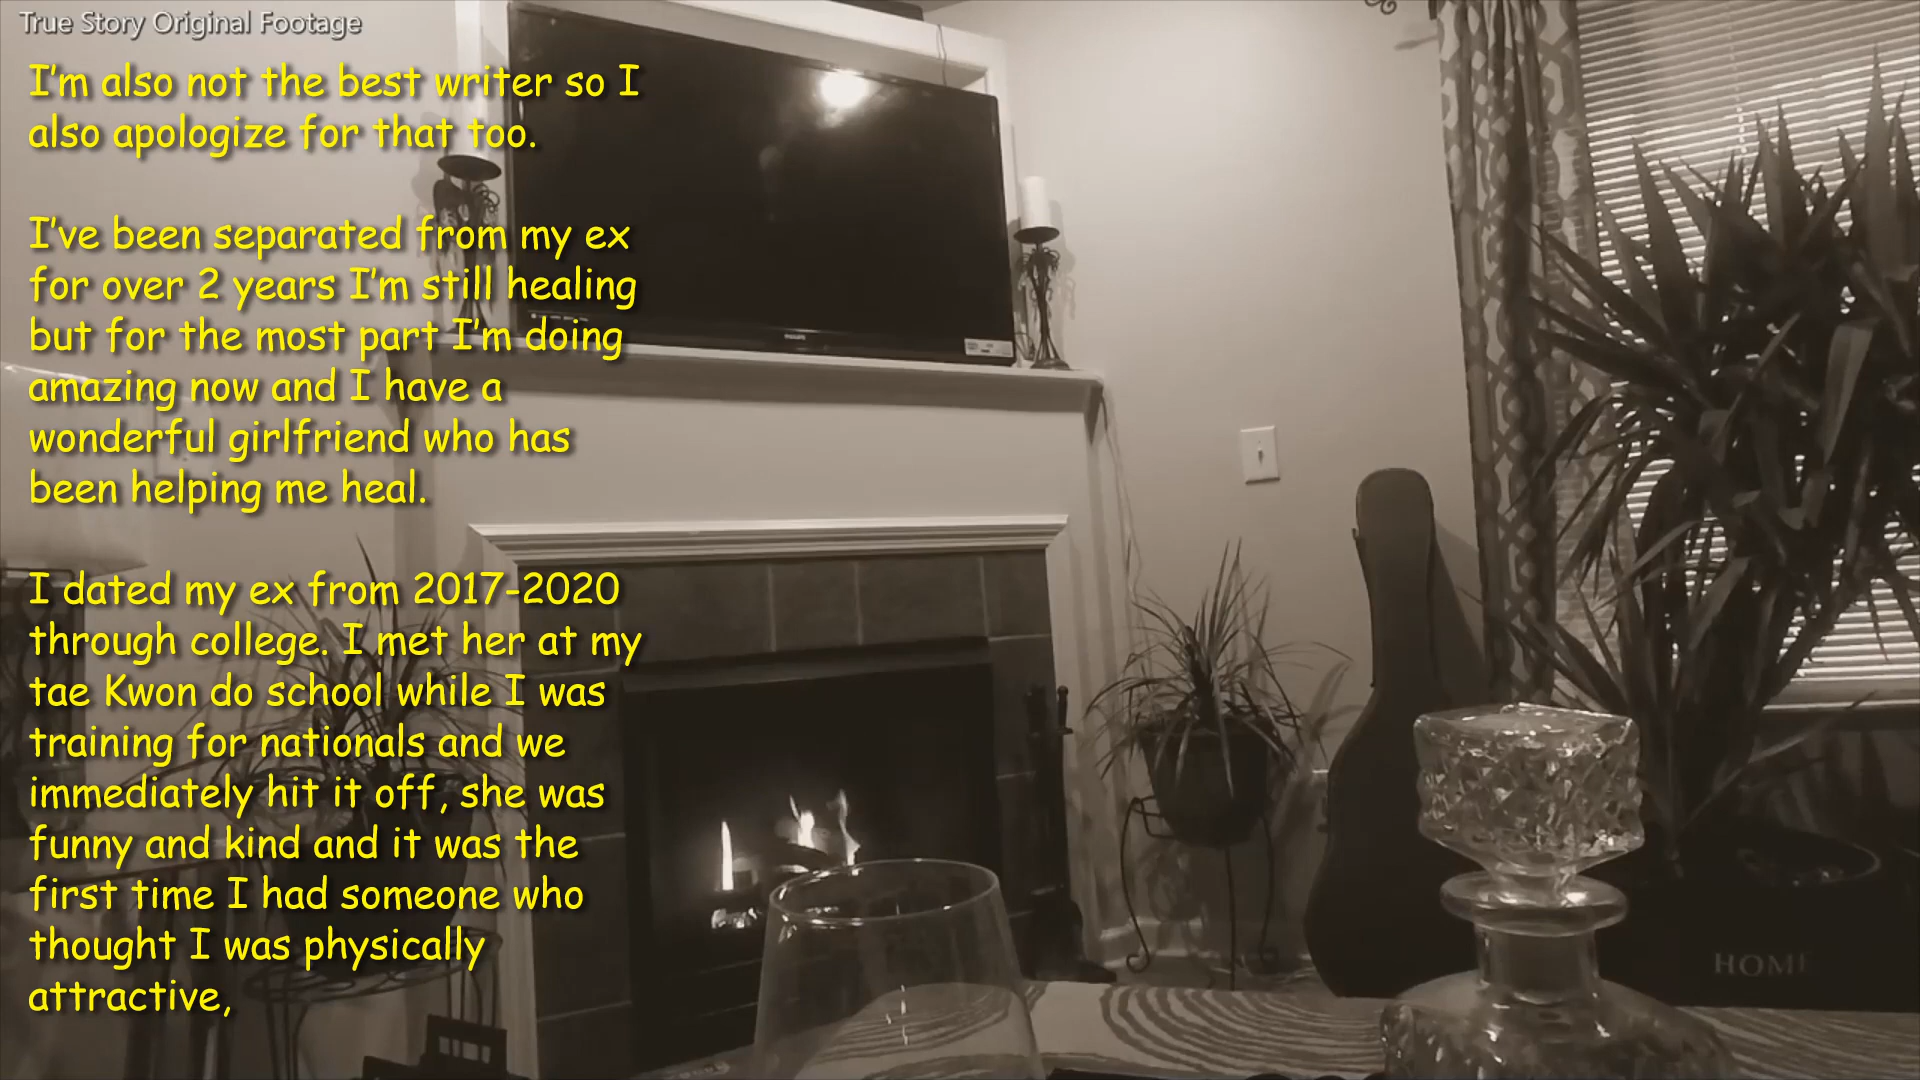 True Story Original Footage
I'm also not the best writer so I
also apologize for that too.
I've been separated from my ex
for over 2 years I'm still healing
but for the most part I'm doing
amazing now and I have a
wonderful girlfriend who has
been helping me heal.
I dated my ex from 2017-2020
through college. I met her at my
tae Kwon do school while I was
training for nationals and we
immediately hit it off, she was
funny and kind and it was the
first time I had someone who
thought I was physically
attractive,
PHILIPS
HOME